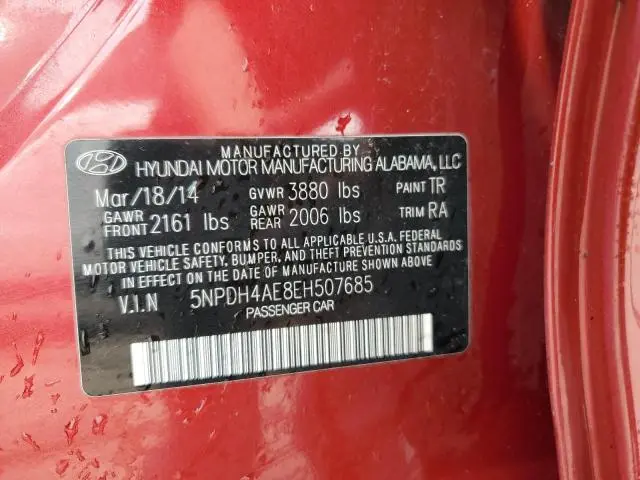 MANUFACTURED BY
HYUNDAI MOTOR MANUFACTURING ALABAMA, LLC
Mar/18/14 GVWR 3880 lbs PAINT TR
GAWR FRONT 2161 lbs GAWR REAR 2006 lbs TRIM RA
THIS VEHICLE CONFORMS TO ALL APPLICABLE U.S.A. FEDERAL
MOTOR VEHICLE SAFETY, BUMPER, AND THEFT PREVENTION STANDARDS
IN EFFECT ON THE DATE OF MANUFACTURE SHOWN ABOVE.
V.I.N 5NPDH4AE8EH507685
PASSENGER CAR